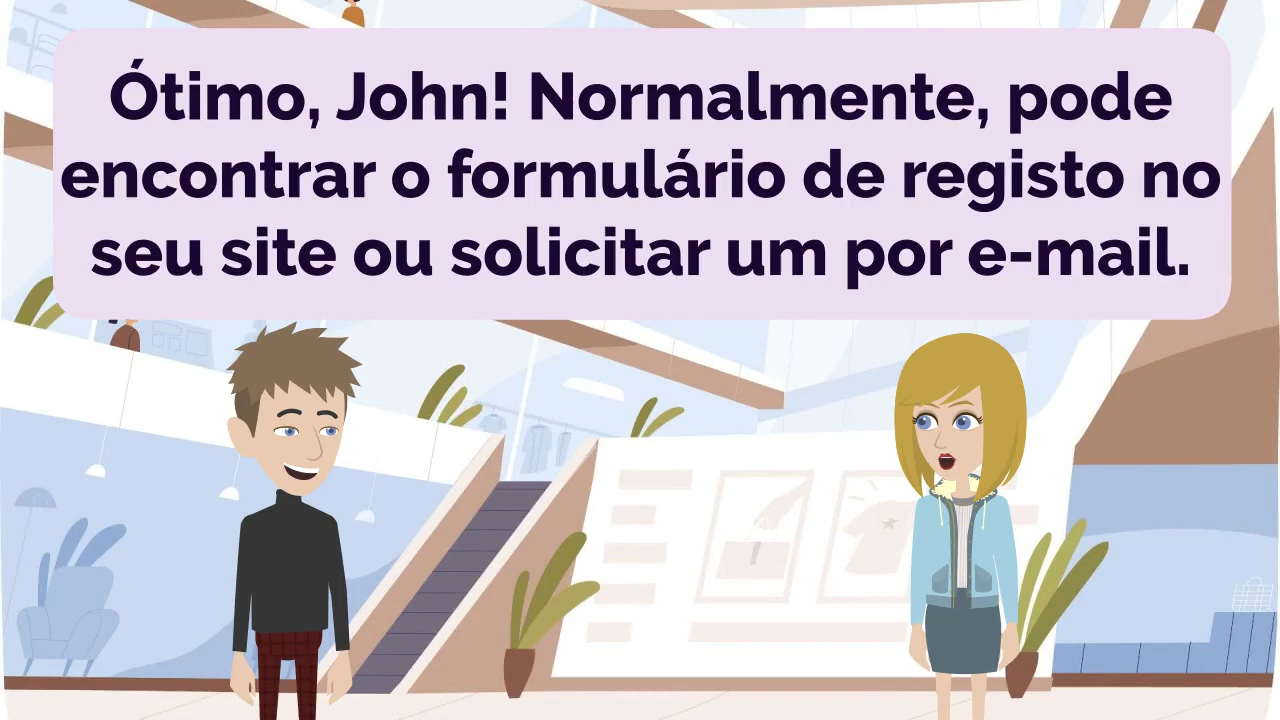 Ótimo, John! Normalmente, pode
encontrar o formulário de registo no
seu site ou solicitar um por e-mail.